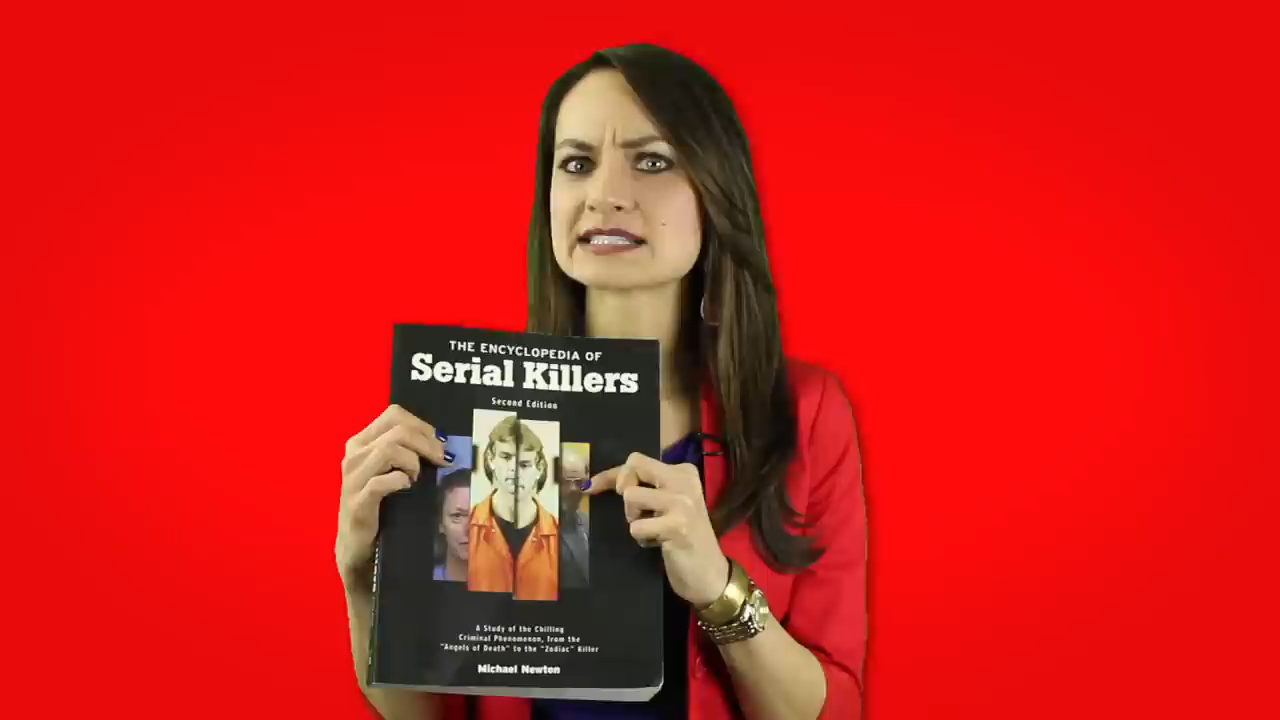 THE ENCYCLOPEDIA OF
Serial Killers
Second Edition
A Study of the Chilling
Criminal Phenomenon, from the
"Angels of Death" to the "Zodiac" Killer
Michael Newton